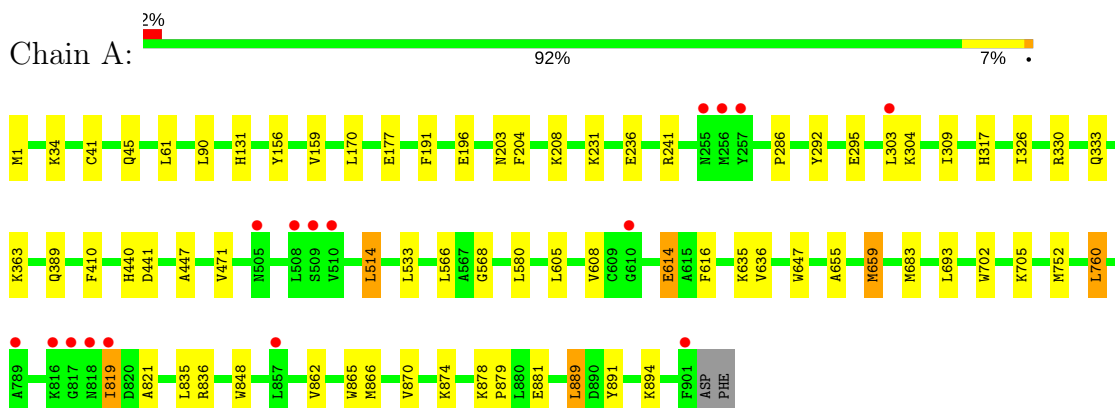 2%
Chain A:
92% 7% •
M1 K34 C41 Q45 L61 L90 H131 Y156 V159 L170 E177 F191 E196 N203 F204 K208 K231 E236 R241 N255 M256 Y257 P286 Y292 E295 L303 K304 I309 H317 I326 R330 Q333
K363 Q389 F410 H440 D441 A447 V471 N505 A508 S509 V510 L514 L533 L566 A567 G568 L580 L605 V608 C609 G610 E614 A615 F616 K635 V636 W647 A655 M659 M683 L693 W702 K705 M752 L760
A789 K816 G817 N818 I819 D820 A821 L835 R836 W848 L857 V862 W865 M866 V870 K874 K878 P879 L880 E881 L889 D890 Y891 K894 F901 ASP PHE